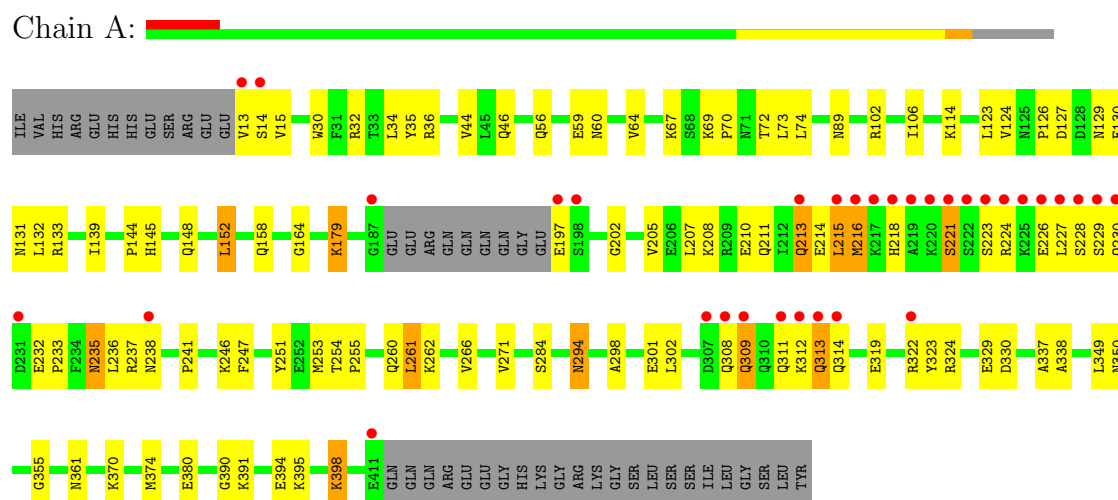 Chain A:
ILE VAL HIS ARG GLU HIS HIS GLU SER ARG GLU GLU V13 S14 V15 W30 F31 R32 T33 L34 Y35 R36 V44 L45 Q46 Q56 E59 N60 V64 K67 S68 K69 P70 N71 T72 L73 L74 N89 R102 I106 K114 L123 V124 N125 P126 D127 D128 N129 E130
N131 L132 R133 I139 P144 H145 Q148 L152 Q158 G164 K179 G187 GLU GLU ARG GLN GLN GLN GLY GLU E197 S198 G202 V205 E206 L207 K208 R209 E210 Q211 I212 Q213 E214 L215 M216 K217 H218 A219 K220 S221 S222 S223 R224 K225 E226 L227 S228 S229 Q230
D231 E232 P233 F234 N235 L236 R237 N238 P241 K246 F247 Y251 E252 M253 T254 P255 Q260 L261 K262 V266 V271 S284 N294 A298 E301 L302 D307 Q308 Q309 Q310 Q311 K312 Q313 Q314 E319 R322 Y323 R324 E329 D330 A337 A338 L349 N350
G355 N361 K370 M374 E380 G390 K391 E394 K395 K398 E411 GLN GLN GLN ARG GLU GLU GLY HIS LYS GLY ARG LYS GLY SER LEU SER SER ILE LEU GLY SER LEU TYR